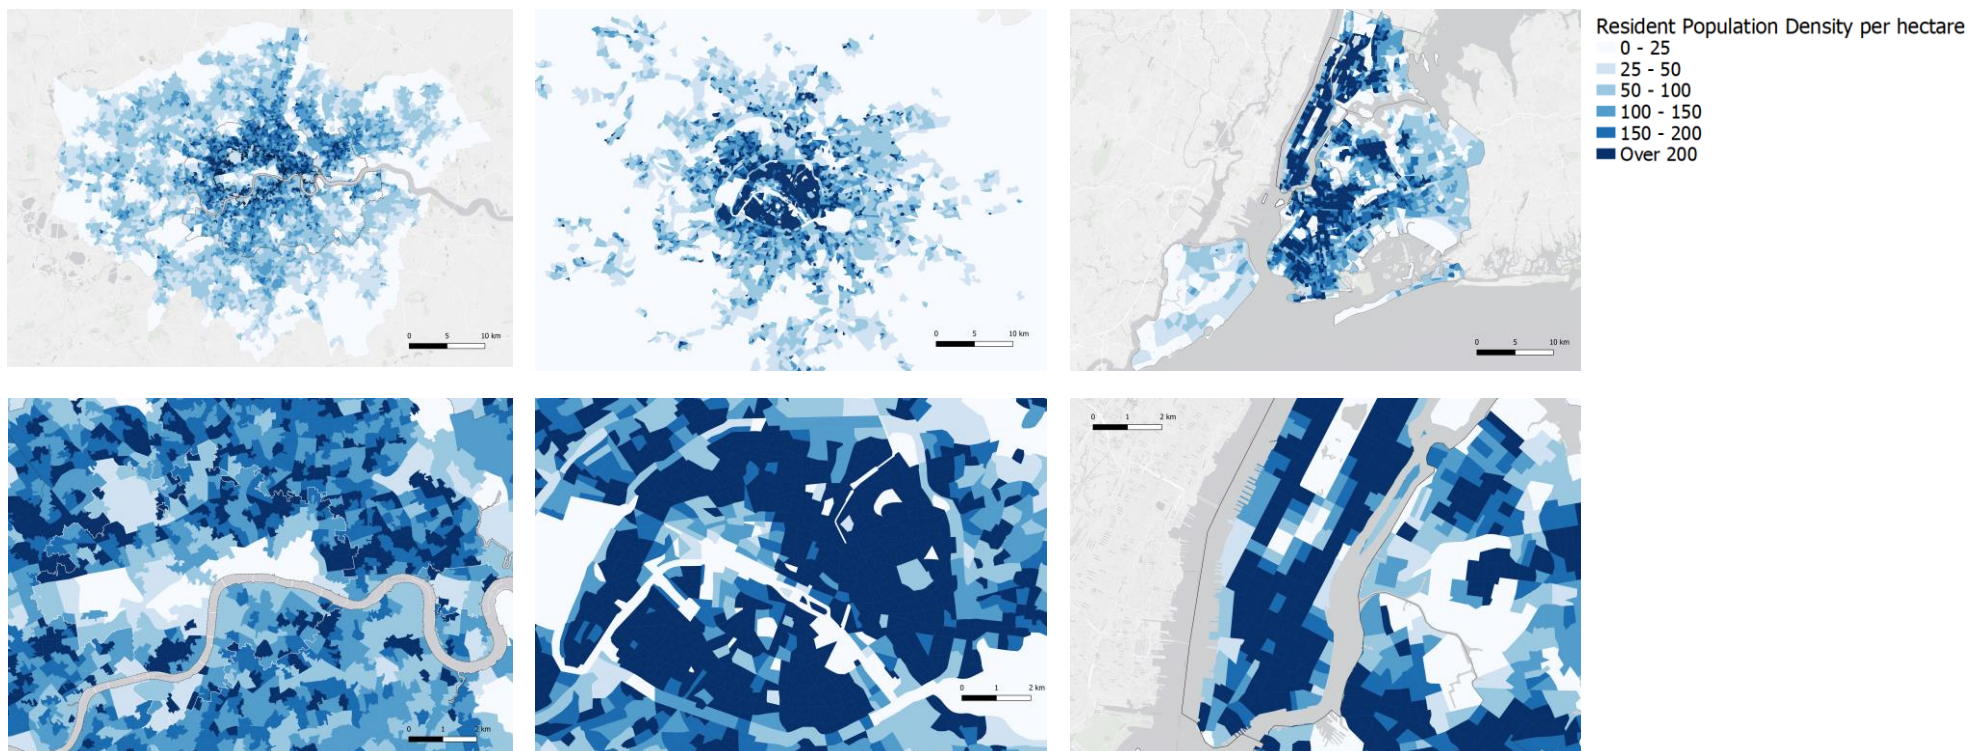 Resident Population Density per hectare
0 - 25
25 - 50
50 - 100
100 - 150
150 - 200
Over 200
0 5 10 km
0 5 10 km
0 5 10 km
0 1 2 km
0 1 2 km
0 1 2 km